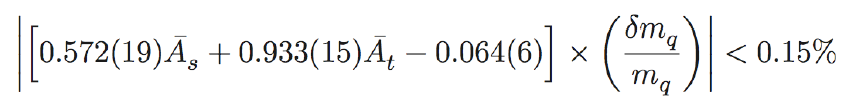 |[0.572(19)Ā_s + 0.933(15)Ā_t − 0.064(6)] × (δm_q / m_q)| < 0.15%